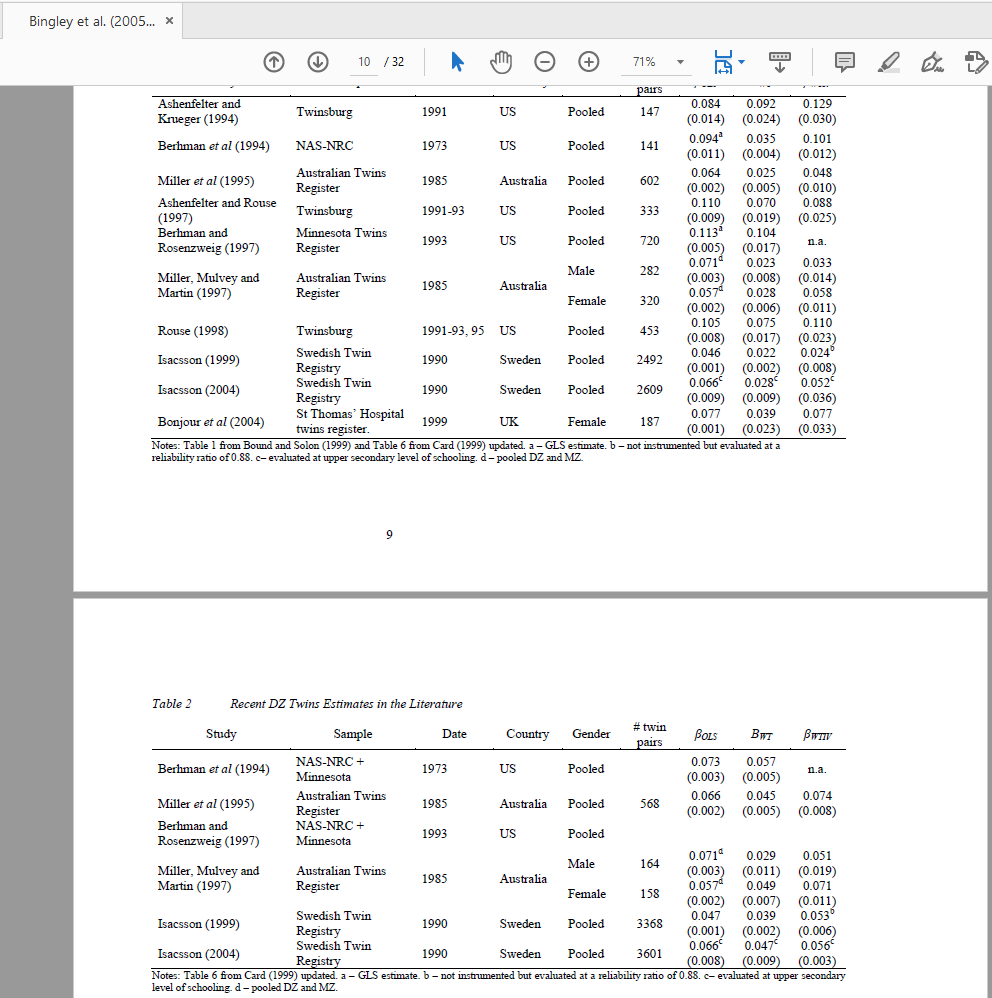 Bingley et al. (2005... ×
10 / 32 71%
pairs
Ashenfelter and Krueger (1994) Twinsburg 1991 US Pooled 147 0.084 (0.014) 0.092 (0.024) 0.129 (0.030)
Berhman et al (1994) NAS-NRC 1973 US Pooled 141 0.094a (0.011) 0.035 (0.004) 0.101 (0.012)
Miller et al (1995) Australian Twins Register 1985 Australia Pooled 602 0.064 (0.002) 0.025 (0.005) 0.048 (0.010)
Ashenfelter and Rouse (1997) Twinsburg 1991-93 US Pooled 333 0.110 (0.009) 0.070 (0.019) 0.088 (0.025)
Berhman and Rosenzweig (1997) Minnesota Twins Register 1993 US Pooled 720 0.113a (0.005) 0.104 (0.017) n.a.
Miller, Mulvey and Martin (1997) Australian Twins Register 1985 Australia Male 282 0.071d (0.003) 0.023 (0.008) 0.033 (0.014)
Female 320 0.057d (0.002) 0.028 (0.006) 0.058 (0.011)
Rouse (1998) Twinsburg 1991-93, 95 US Pooled 453 0.105 (0.008) 0.075 (0.017) 0.110 (0.023)
Isacsson (1999) Swedish Twin Registry 1990 Sweden Pooled 2492 0.046 (0.001) 0.022 (0.002) 0.024b (0.008)
Isacsson (2004) Swedish Twin Registry 1990 Sweden Pooled 2609 0.066c (0.009) 0.028c (0.009) 0.052c (0.036)
Bonjour et al (2004) St Thomas' Hospital twins register. 1999 UK Female 187 0.077 (0.001) 0.039 (0.023) 0.077 (0.033)
Notes: Table 1 from Bound and Solon (1999) and Table 6 from Card (1999) updated. a – GLS estimate. b – not instrumented but evaluated at a
reliability ratio of 0.88. c– evaluated at upper secondary level of schooling. d – pooled DZ and MZ.
9
Table 2 Recent DZ Twins Estimates in the Literature
Study Sample Date Country Gender # twin pairs βOLS BWT βWTIV
Berhman et al (1994) NAS-NRC + Minnesota 1973 US Pooled 0.073 (0.003) 0.057 (0.005) n.a.
Miller et al (1995) Australian Twins Register 1985 Australia Pooled 568 0.066 (0.002) 0.045 (0.005) 0.074 (0.008)
Berhman and Rosenzweig (1997) NAS-NRC + Minnesota 1993 US Pooled
Miller, Mulvey and Martin (1997) Australian Twins Register 1985 Australia Male 164 0.071d (0.003) 0.029 (0.011) 0.051 (0.019)
Female 158 0.057d (0.002) 0.049 (0.007) 0.071 (0.011)
Isacsson (1999) Swedish Twin Registry 1990 Sweden Pooled 3368 0.047 (0.001) 0.039 (0.002) 0.053b (0.006)
Isacsson (2004) Swedish Twin Registry 1990 Sweden Pooled 3601 0.066c (0.008) 0.047c (0.009) 0.056c (0.003)
Notes: Table 6 from Card (1999) updated. a – GLS estimate. b – not instrumented but evaluated at a reliability ratio of 0.88. c– evaluated at upper secondary
level of schooling. d – pooled DZ and MZ.